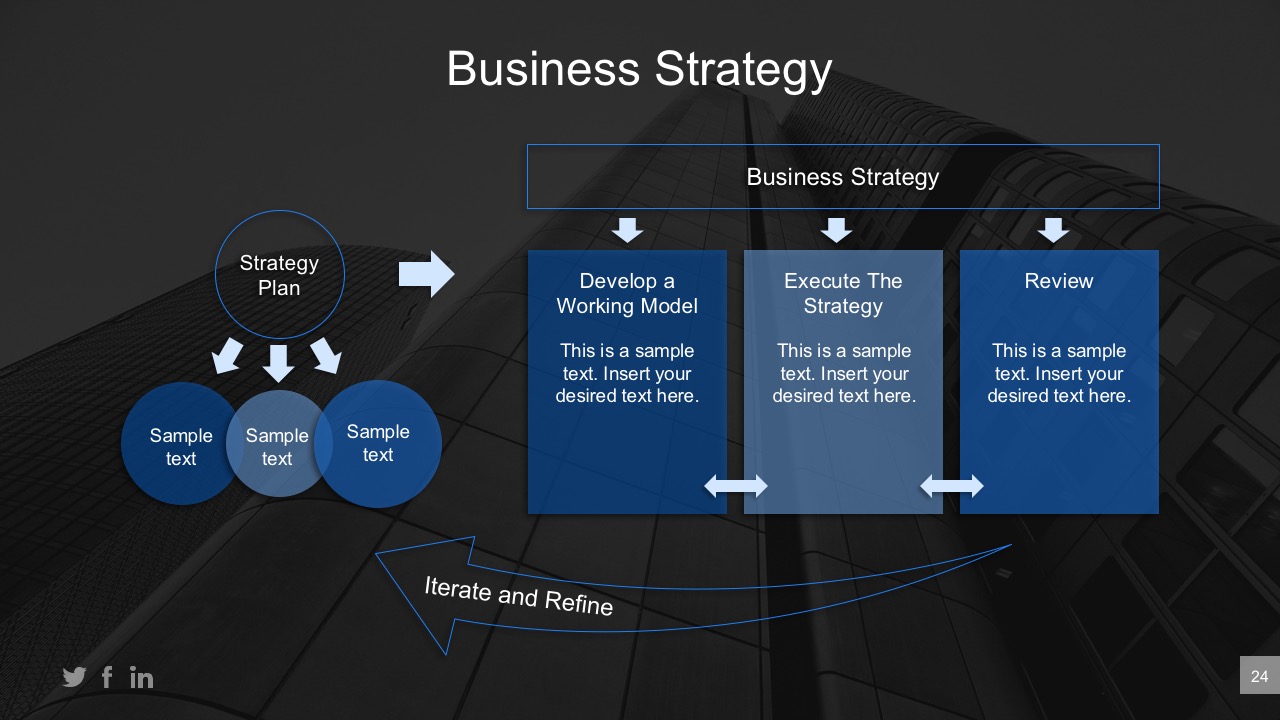 Business Strategy
Strategy
Plan
Sample
text
Sample
text
Sample
text
Business Strategy
Develop a
Working Model
This is a sample
text. Insert your
desired text here.
Execute The
Strategy
This is a sample
text. Insert your
desired text here.
Review
This is a sample
text. Insert your
desired text here.
Iterate and Refine
24